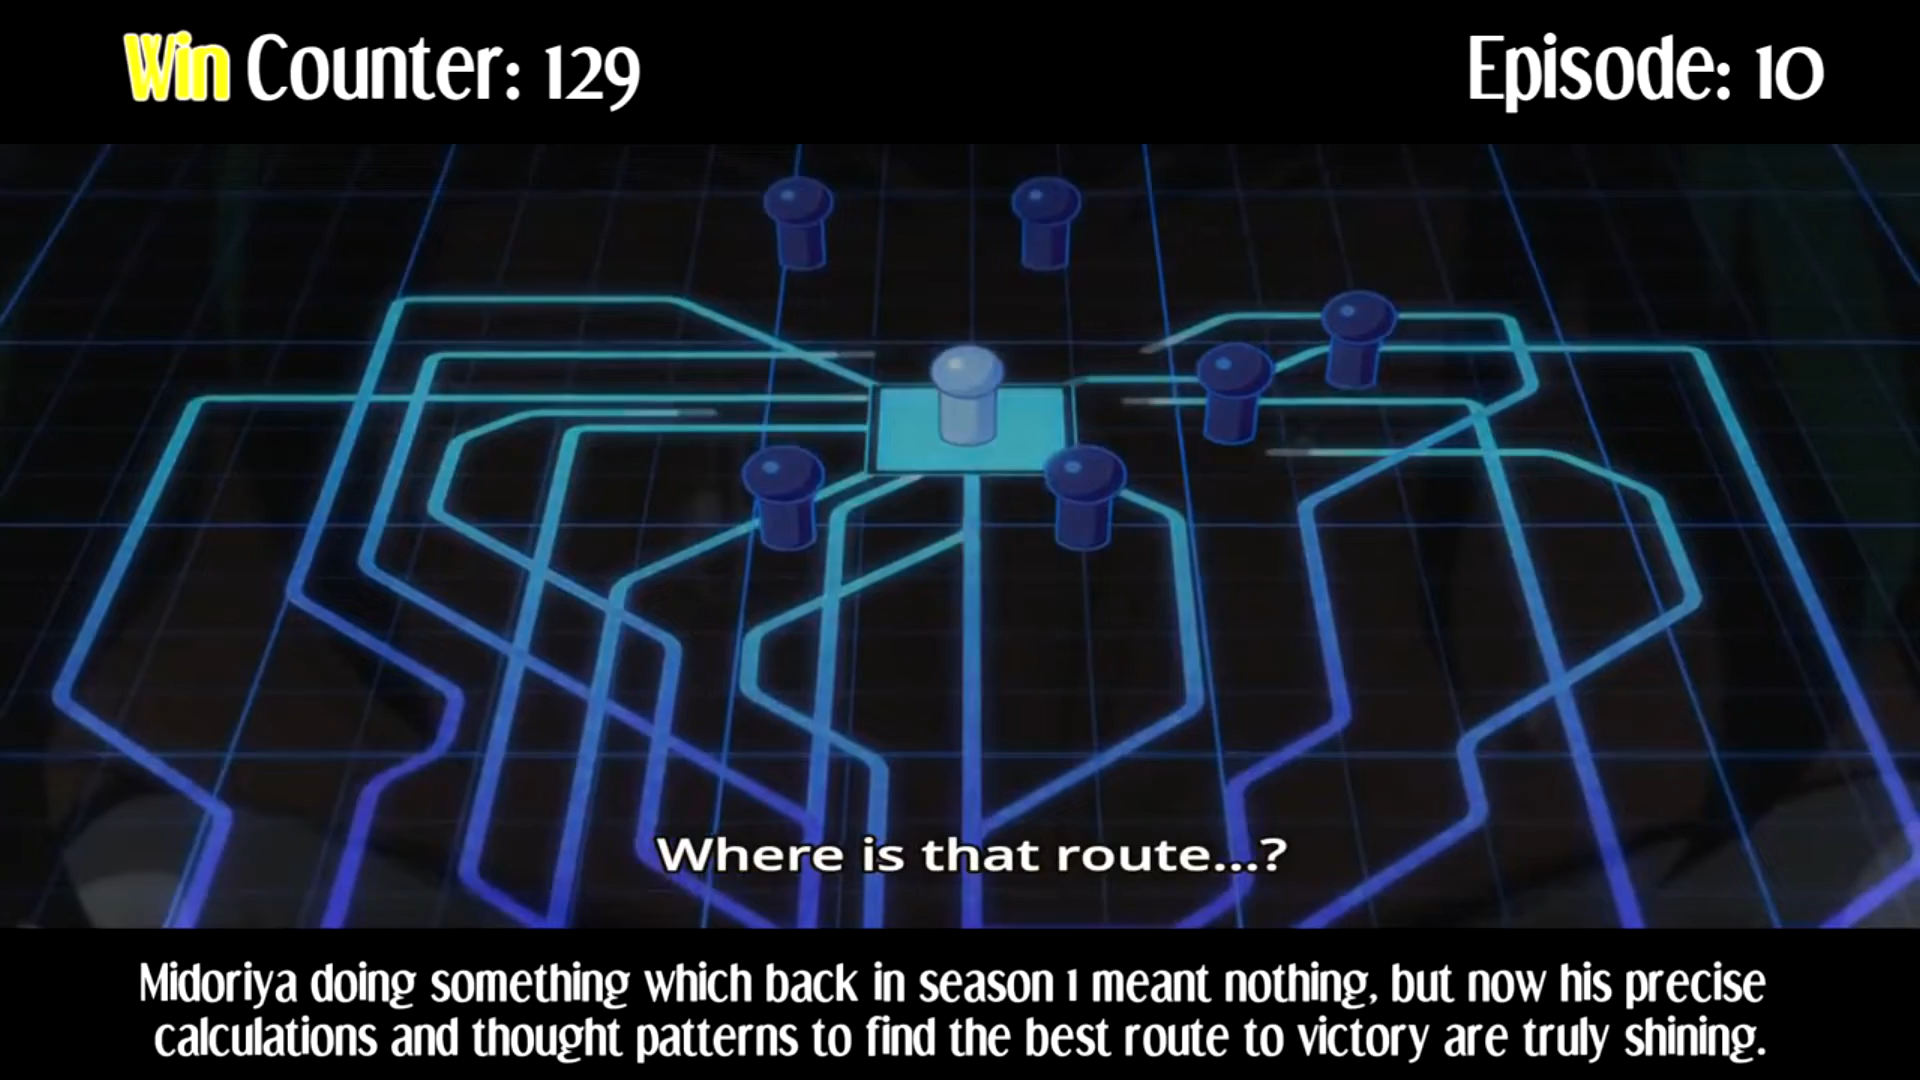 Win Counter: 129
Episode: 10
Where is that route...?
Midoriya doing something which back in season 1 meant nothing, but now his precise
calculations and thought patterns to find the best route to victory are truly shining.